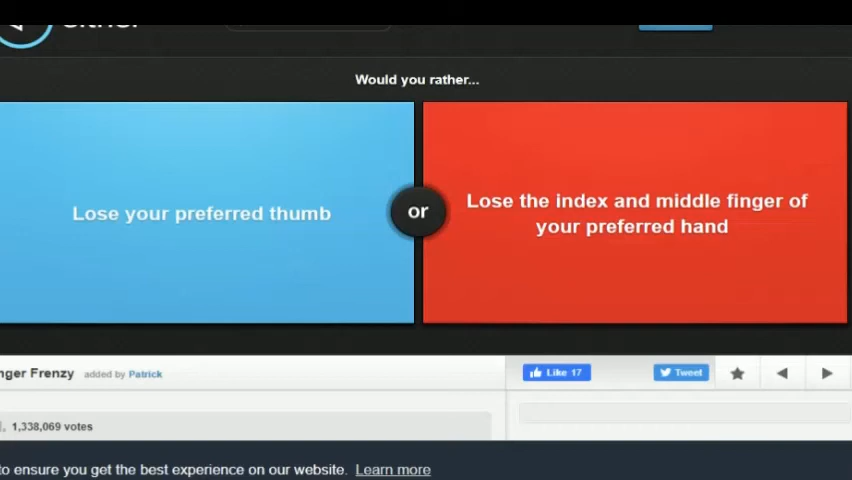 Would you rather...
Lose your preferred thumb
or
Lose the index and middle finger of
your preferred hand
nger Frenzy added by Patrick
Like 17
Tweet
1,338,069 votes
to ensure you get the best experience on our website. Learn more